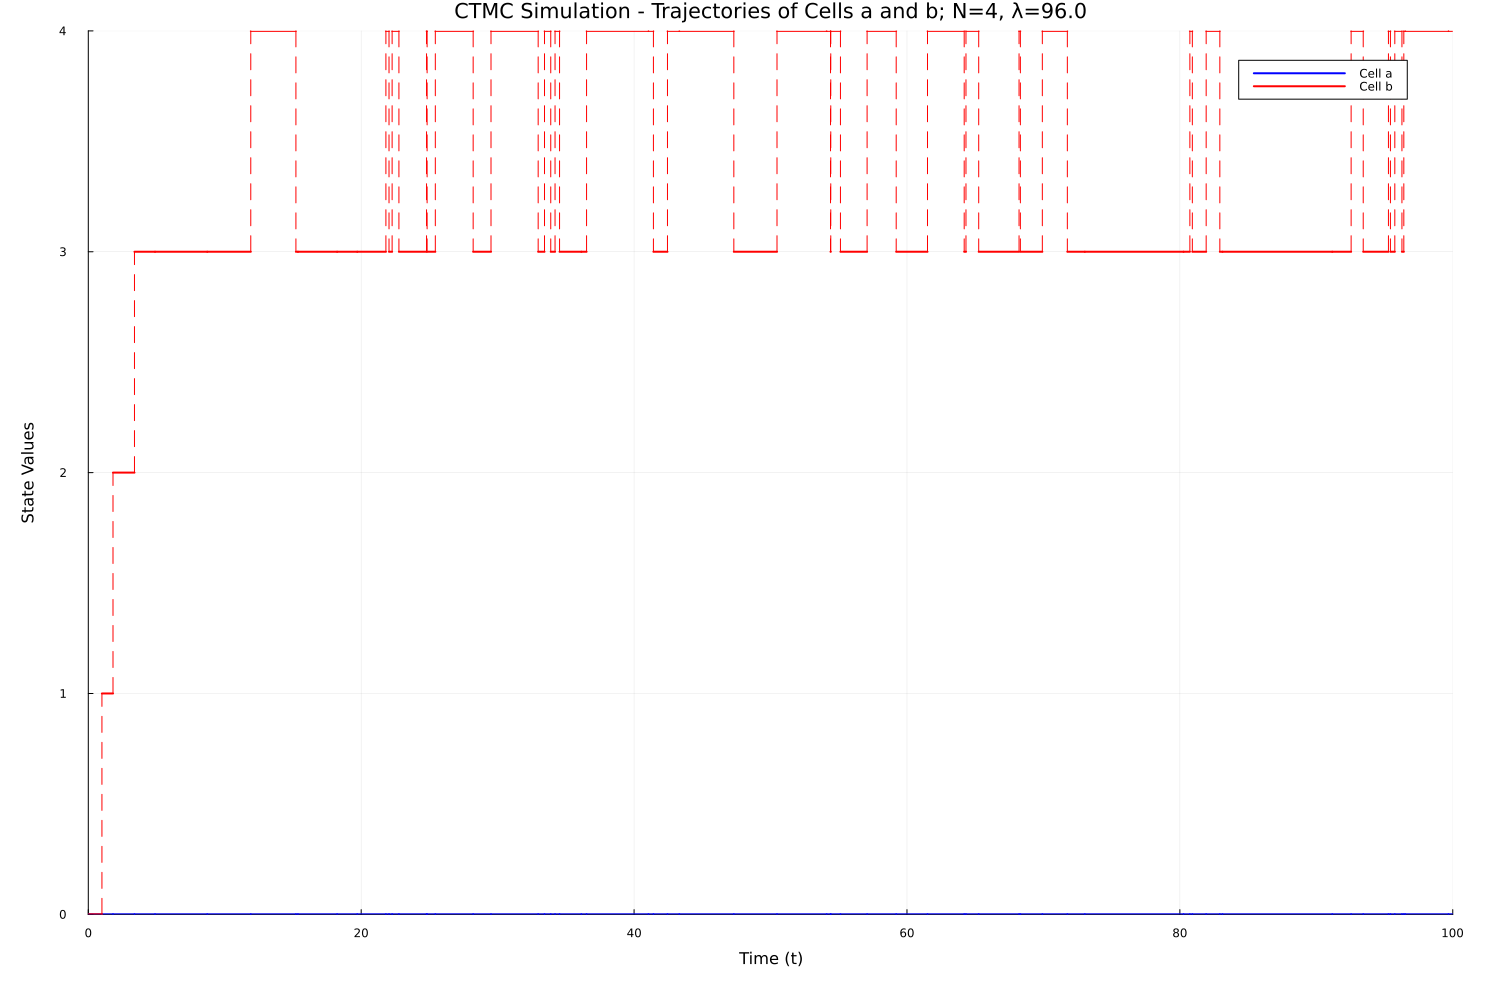 CTMC Simulation - Trajectories of Cells a and b; N=4, λ=96.0
4
Cell a
Cell b
3
State Values
2
1
0
0 20 40 60 80 100
Time (t)